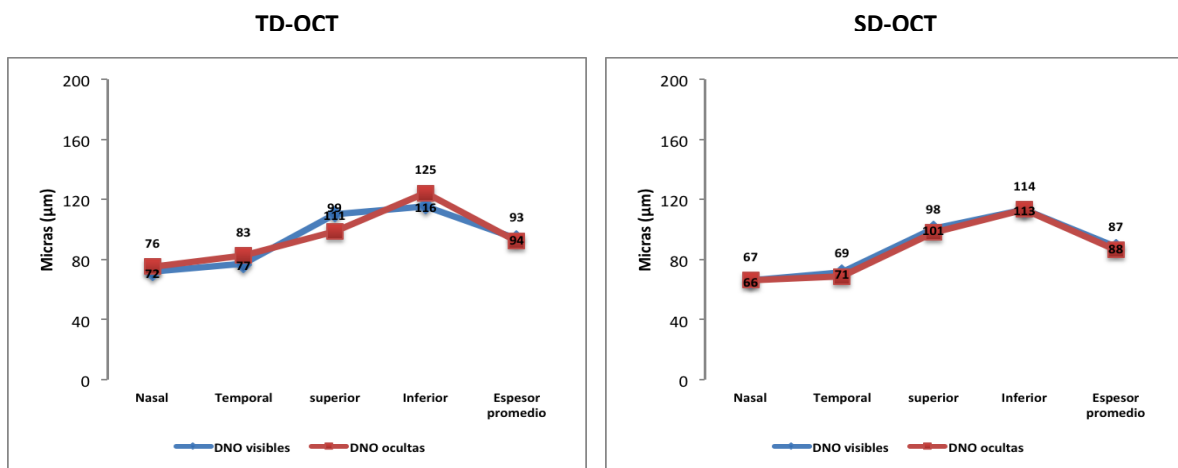 TD-OCT
200
160
120
80
40
0
Micras (µm)
76
72
83
77
99
111
125
116
93
94
Nasal
Temporal
superior
Inferior
Espesor
promedio
DNO visibles
DNO ocultas
SD-OCT
200
160
120
80
40
0
Micras (µm)
67
66
69
71
98
101
114
113
87
88
Nasal
Temporal
superior
Inferior
Espesor
promedio
DNO visibles
DNO ocultas